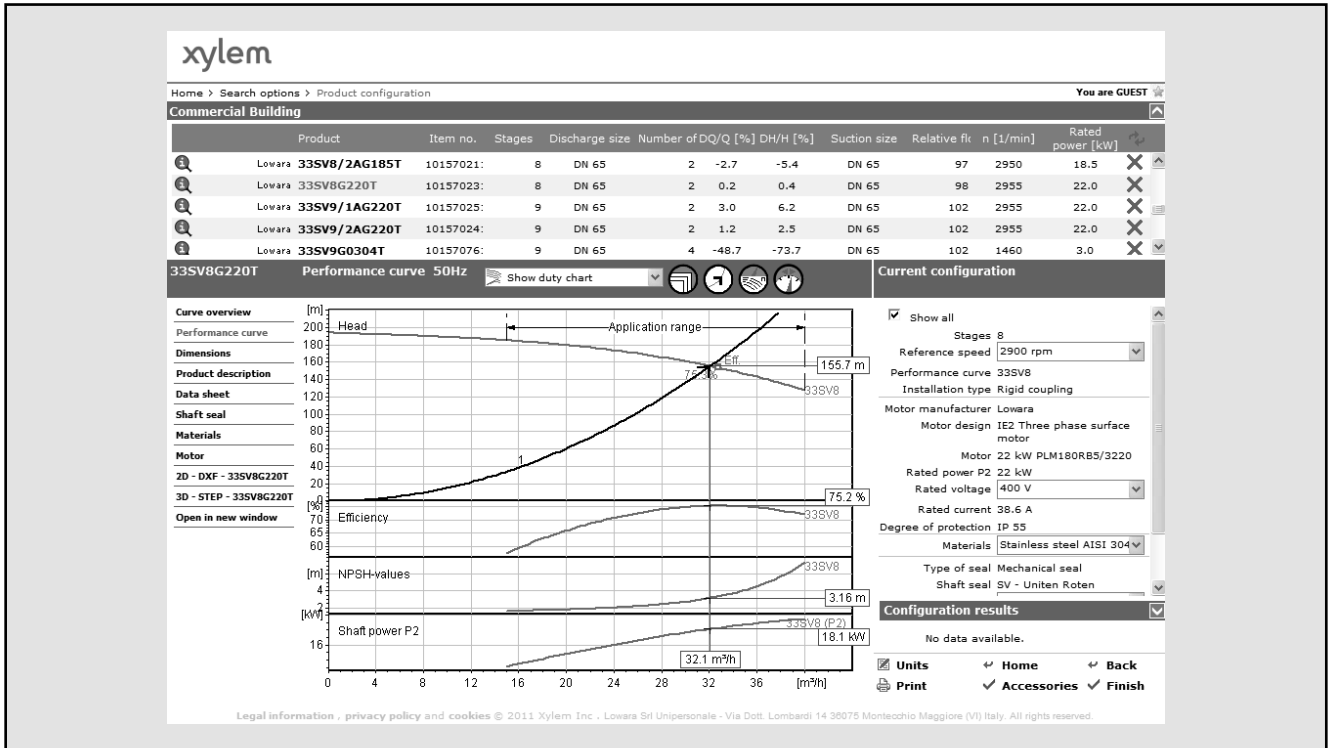 xylem
Home > Search options > Product configuration You are GUEST
Commercial Building
Product Item no. Stages Discharge size Number of DQ/Q [%] DH/H [%] Suction size Relative flc n [1/min] Rated power [kW]
Lowara 33SV8/2AG185T 10157021: 8 DN 65 2 -2.7 -5.4 DN 65 97 2950 18.5
Lowara 33SV8G220T 10157023: 8 DN 65 2 0.2 0.4 DN 65 98 2955 22.0
Lowara 33SV9/1AG220T 10157025: 9 DN 65 2 3.0 6.2 DN 65 102 2955 22.0
Lowara 33SV9/2AG220T 10157024: 9 DN 65 2 1.2 2.5 DN 65 102 2955 22.0
Lowara 33SV9G0304T 10157076: 9 DN 65 4 -48.7 -73.7 DN 65 102 1460 3.0
33SV8G220T Performance curve 50Hz Show duty chart Current configuration
Curve overview
Performance curve
Dimensions
Product description
Data sheet
Shaft seal
Materials
Motor
2D - DXF - 33SV8G220T
3D - STEP - 33SV8G220T
Open in new window
[m]
200
180
160
140
120
100
80
60
40
20
0
Head
Application range
Eff.
155.7 m
33SV8
1
[%]
70
65
60
Efficiency
75.2 %
33SV8
[m]
4
2
NPSH-values
33SV8
3.16 m
[kW]
16
Shaft power P2
33SV8 (P2)
18.1 kW
32.1 m³/h
0 4 8 12 16 20 24 28 32 36 [m³/h]
Show all
Stages 8
Reference speed 2900 rpm
Performance curve 33SV8
Installation type Rigid coupling
Motor manufacturer Lowara
Motor design IE2 Three phase surface
motor
Motor 22 kW PLM180RB5/3220
Rated power P2 22 kW
Rated voltage 400 V
Rated current 38.6 A
Degree of protection IP 55
Materials Stainless steel AISI 304
Type of seal Mechanical seal
Shaft seal SV - Uniten Roten
Configuration results
No data available.
Units Home Back
Print Accessories Finish
Legal information , privacy policy and cookies © 2011 Xylem Inc . Lowara Srl Unipersonale - Via Dott. Lombardi 14 36075 Montecchio Maggiore (VI) Italy. All rights reserved.